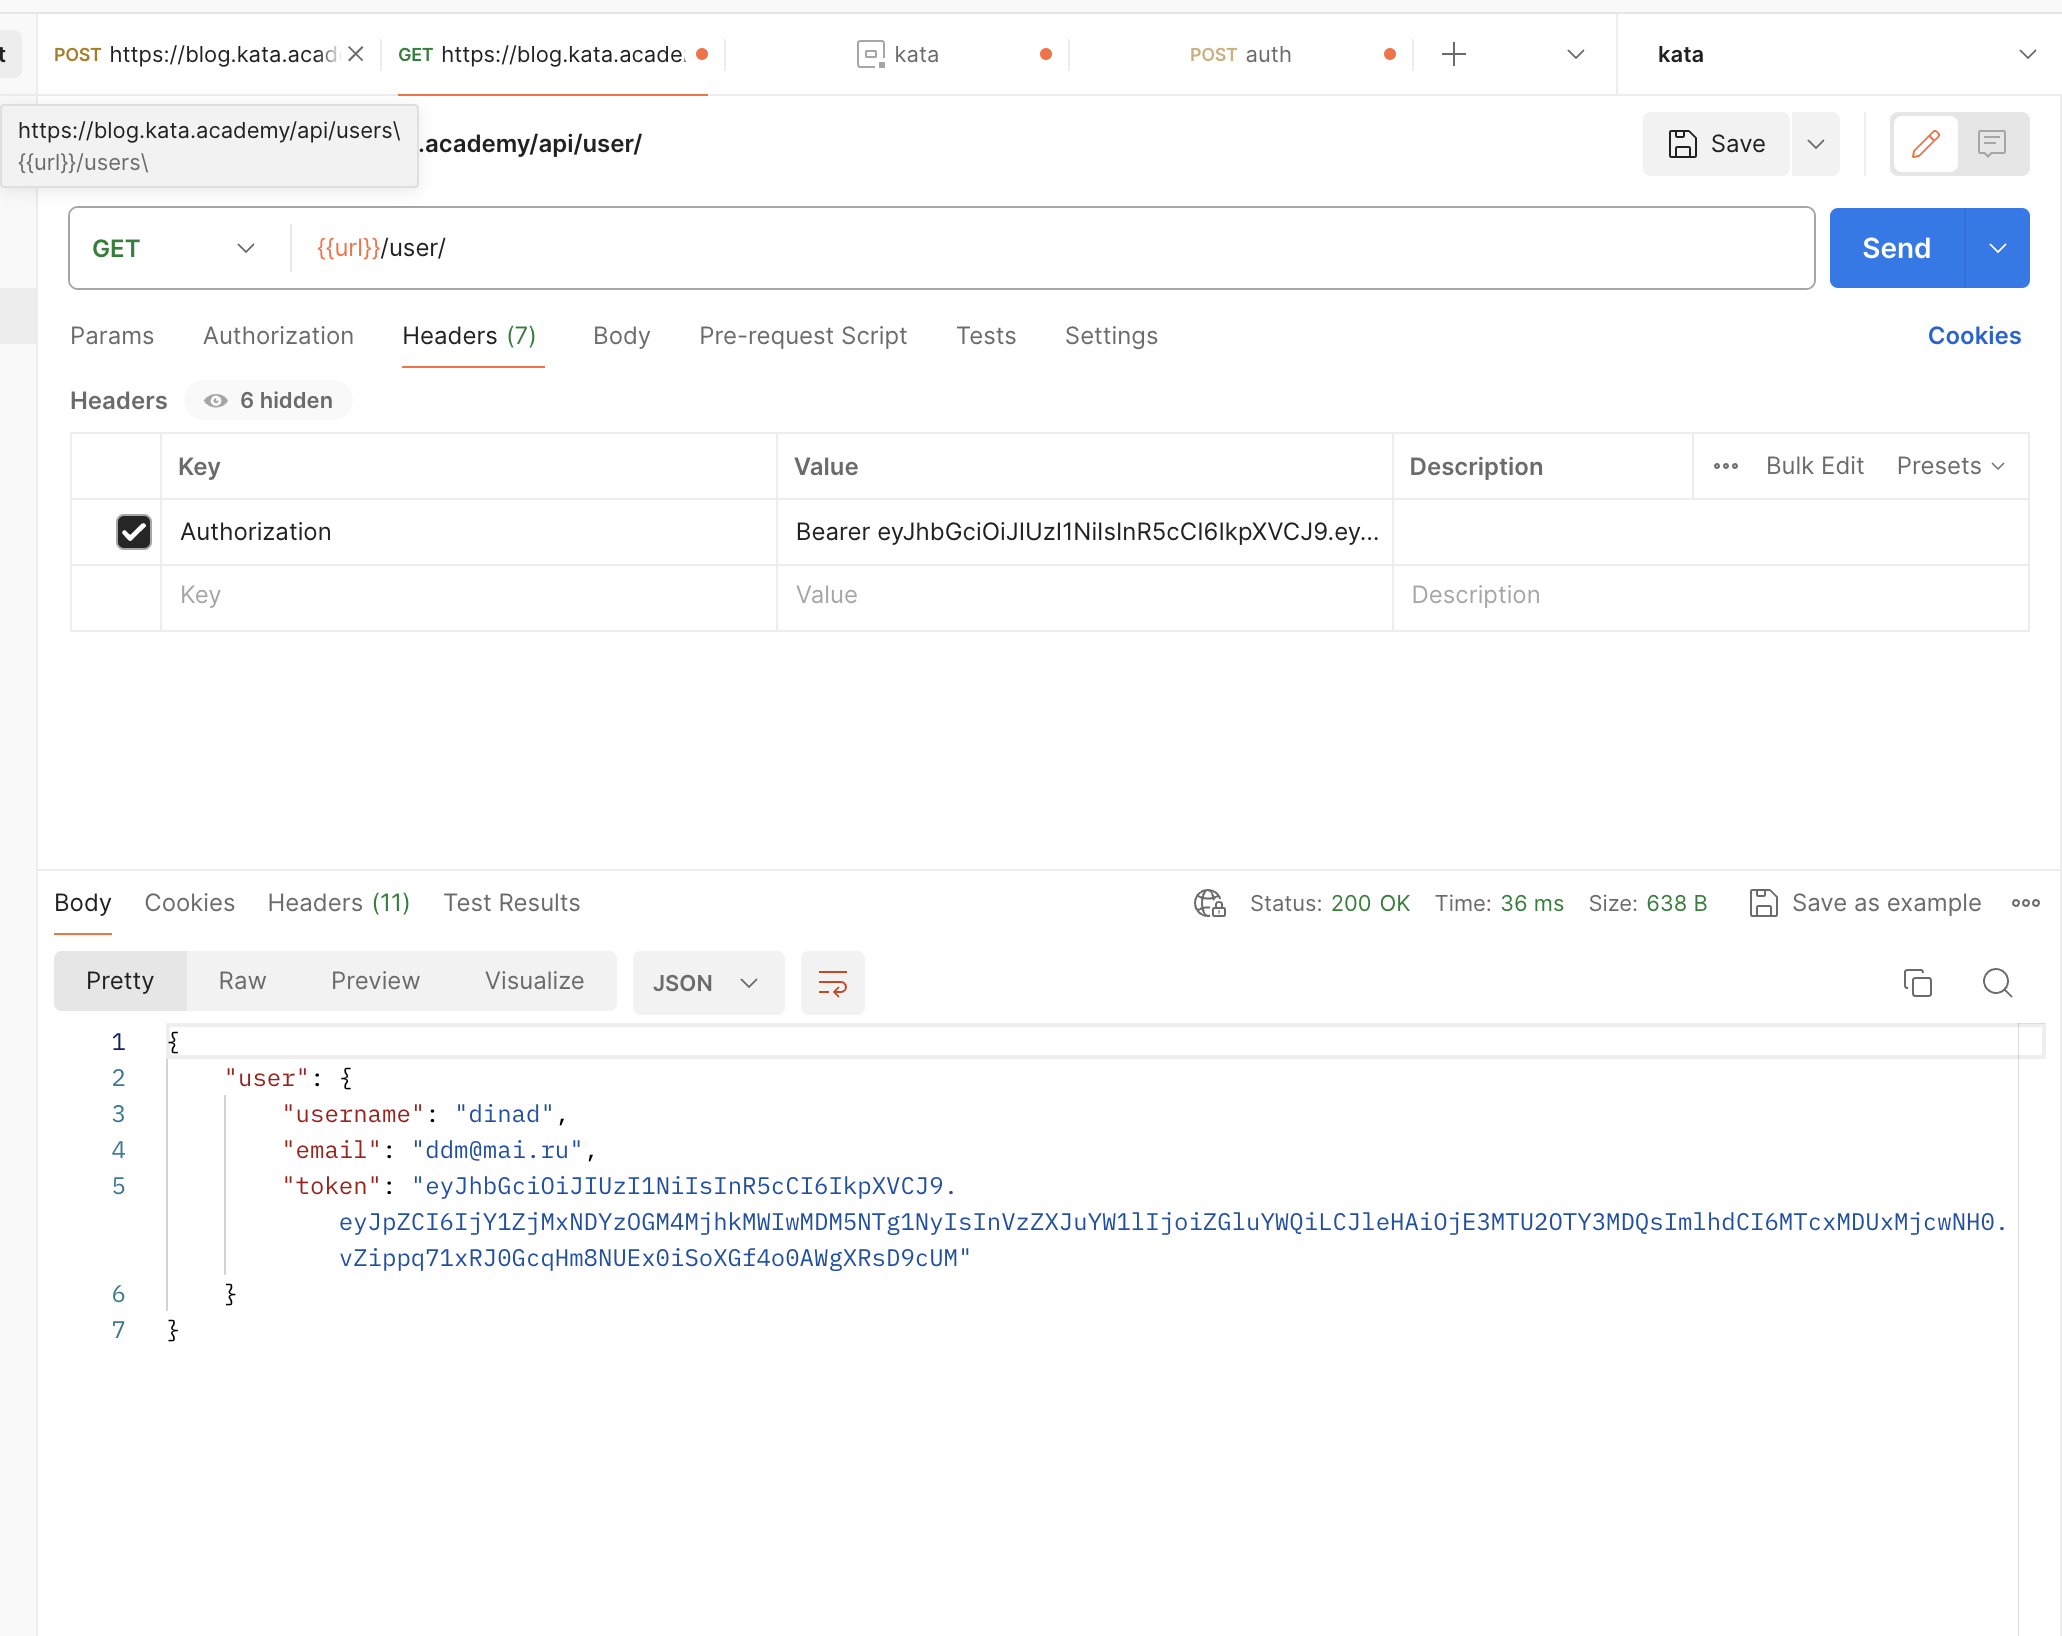 t
POST https://blog.kata.acad
GET https://blog.kata.acade.
kata
POST auth
kata
https://blog.kata.academy/api/users\
{{url}}/users\
.academy/api/user/
Save
GET
{{url}}/user/
Send
Params
Authorization
Headers (7)
Body
Pre-request Script
Tests
Settings
Cookies
Headers
6 hidden
Key
Value
Description
Bulk Edit
Presets
Authorization
Bearer eyJhbGciOiJIUzI1NiIsInR5cCI6IkpXVCJ9.ey...
Key
Value
Description
Body
Cookies
Headers (11)
Test Results
Status: 200 OK
Time: 36 ms
Size: 638 B
Save as example
Pretty
Raw
Preview
Visualize
JSON
1 {
2 "user": {
3 "username": "dinad",
4 "email": "ddm@mai.ru",
5 "token": "eyJhbGciOiJIUzI1NiIsInR5cCI6IkpXVCJ9.
eyJpZCI6IjY1ZjMxNDYzOGM4MjhkMWIwMDM5NTg1NyIsInVzZXJuYW1lIjoiZGluYWQiLCJleHAiOjE3MTU2OTY3MDQsImlhdCI6MTcxMDUxMjcwNH0.
vZippq71xRJ0GcqHm8NUEx0iSoXGf4o0AWgXRsD9cUM"
6 }
7 }